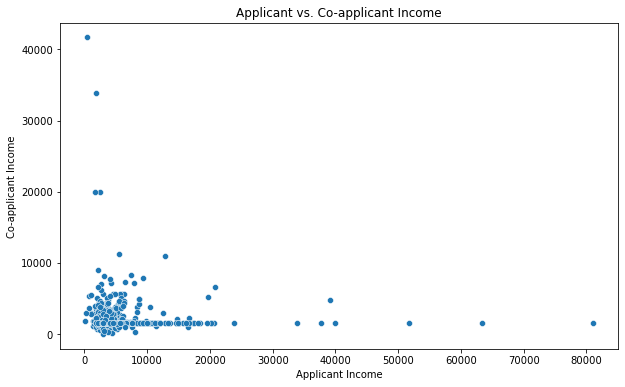 Applicant vs. Co-applicant Income
40000
30000
20000
10000
0
Co-applicant Income
0 10000 20000 30000 40000 50000 60000 70000 80000
Applicant Income